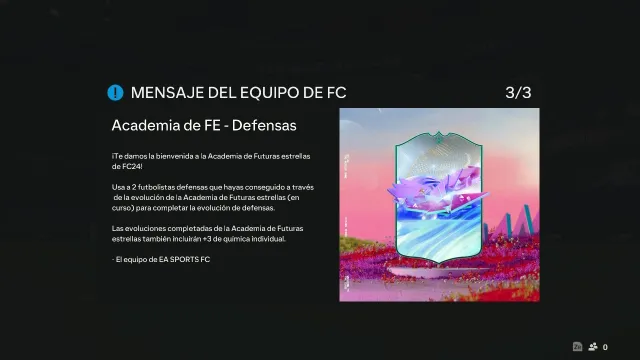 MENSAJE DEL EQUIPO DE FC
3/3
Academia de FE - Defensas
¡Te damos la bienvenida a la Academia de Futuras estrellas
de FC24!
Usa a 2 futbolistas defensas que hayas conseguido a través
de la evolución de la Academia de Futuras estrellas (en
curso) para completar la evolución de defensas.
Las evoluciones completadas de la Academia de Futuras
estrellas también incluirán +3 de química individual.
- El equipo de EA SPORTS FC
0